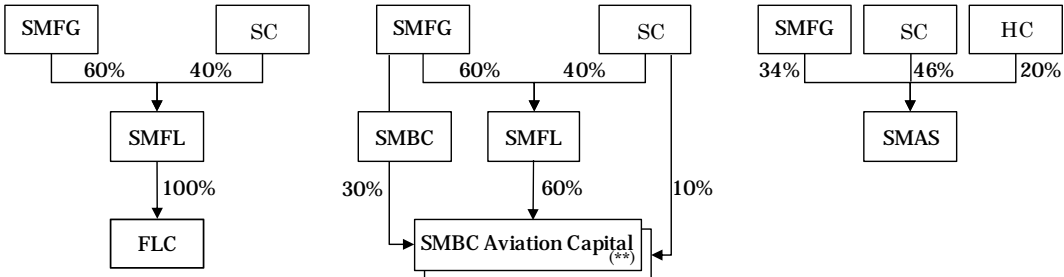 SMFG SC
60% 40%
SMFL
100%
FLC
SMFG SC
60% 40%
SMBC SMFL
30% 60% 10%
SMBC Aviation Capital
(**)
SMFG SC HC
34% 46% 20%
SMAS